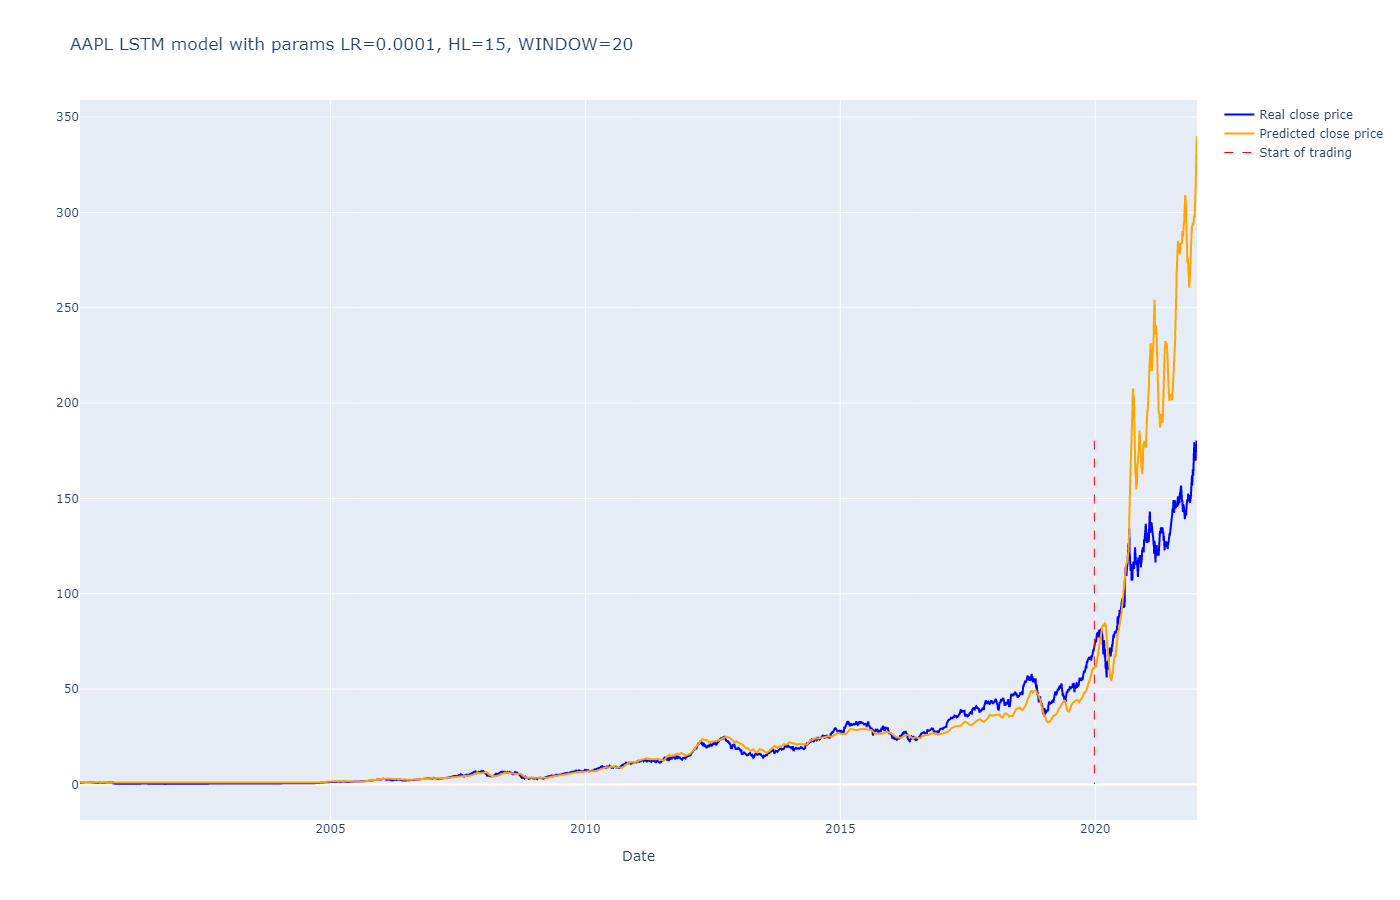 AAPL LSTM model with params LR=0.0001, HL=15, WINDOW=20
Real close price
Predicted close price
Start of trading
350
300
250
200
150
100
50
0
2005
2010
2015
2020
Date